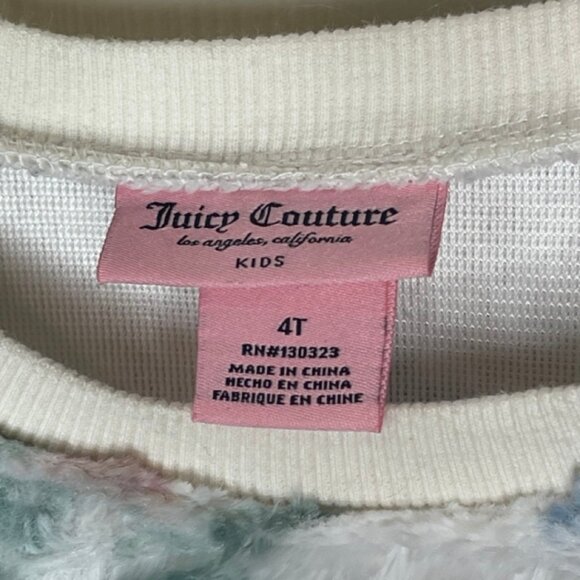 Juicy Couture
los angeles, california
KIDS
4T
RN#130323
MADE IN CHINA
HECHO EN CHINA
FABRIQUE EN CHINE